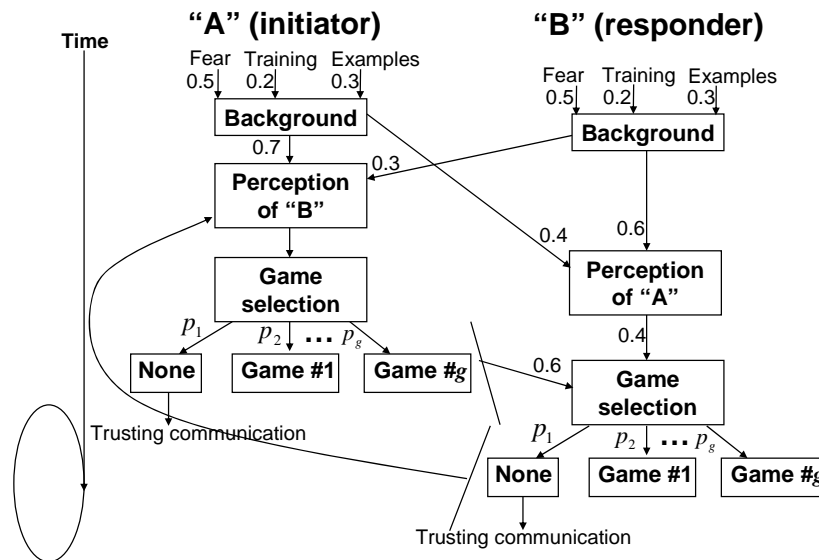 “A” (initiator)
“B” (responder)
Time
Fear Training Examples
0.5 0.2 0.3
Fear Training Examples
0.5 0.2 0.3
Background
Background
0.7
0.3
Perception
of “B”
0.4
0.6
Perception
of “A”
Game
selection
0.4
p1 p2 ... pg
None
Game #1
Game #g
0.6
Game
selection
Trusting communication
p1 p2 ... pg
None
Game #1
Game #g
Trusting communication